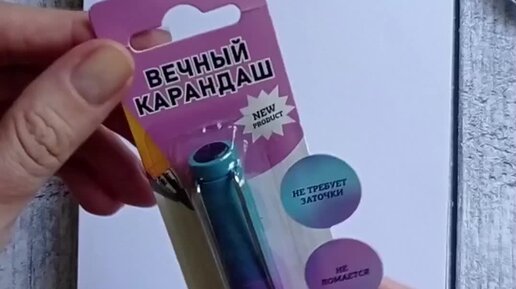 ВЕЧНЫЙ
КАРАНДАШ
NEW
PRODUCT
НЕ ТРЕБУЕТ
ЗАТОЧКИ
НЕ
ЛОМАЕТСЯ